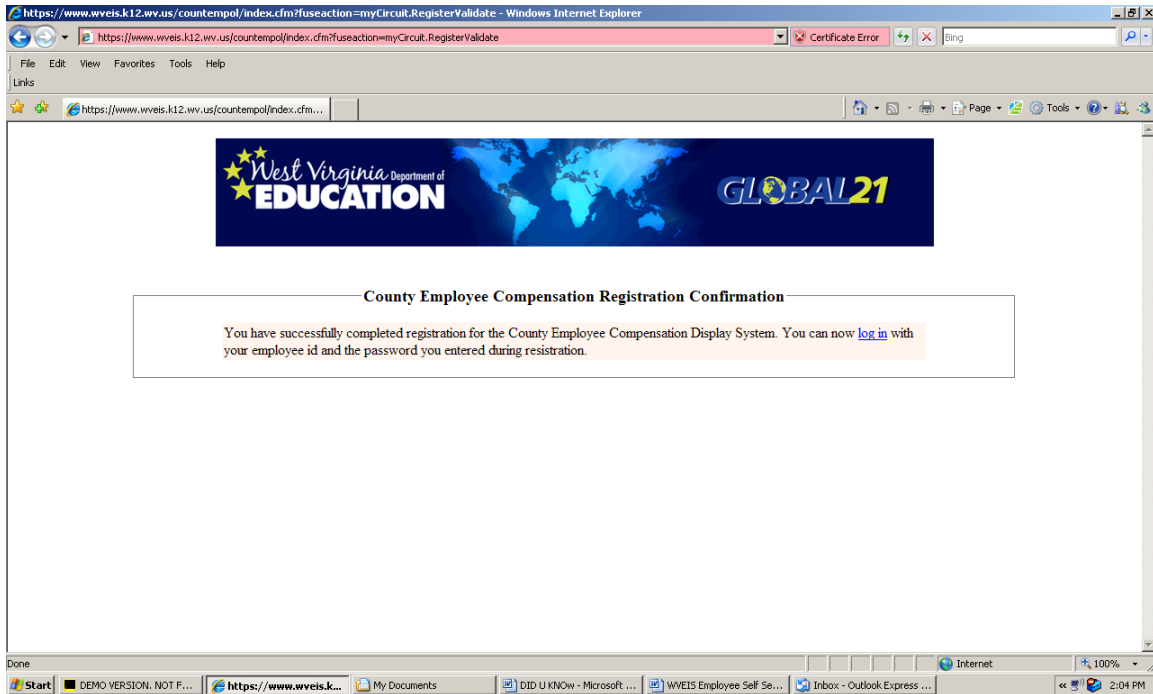 https://www.wveis.k12.wv.us/countempol/index.cfm?fuseaction=myCircuit.RegisterValidate - Windows Internet Explorer
https://www.wveis.k12.wv.us/countempol/index.cfm?fuseaction=myCircuit.RegisterValidate
Certificate Error
Bing
File Edit View Favorites Tools Help
Links
https://www.wveis.k12.wv.us/countempol/index.cfm...
Page Tools
West Virginia Department of
EDUCATION
GLOBAL21
County Employee Compensation Registration Confirmation
You have successfully completed registration for the County Employee Compensation Display System. You can now log in with
your employee id and the password you entered during resistration.
Done
Internet
100%
Start
DEMO VERSION. NOT F...
https://www.wveis.k...
My Documents
DID U KNOw - Microsoft ...
WVEIS Employee Self Se...
Inbox - Outlook Express ...
2:04 PM